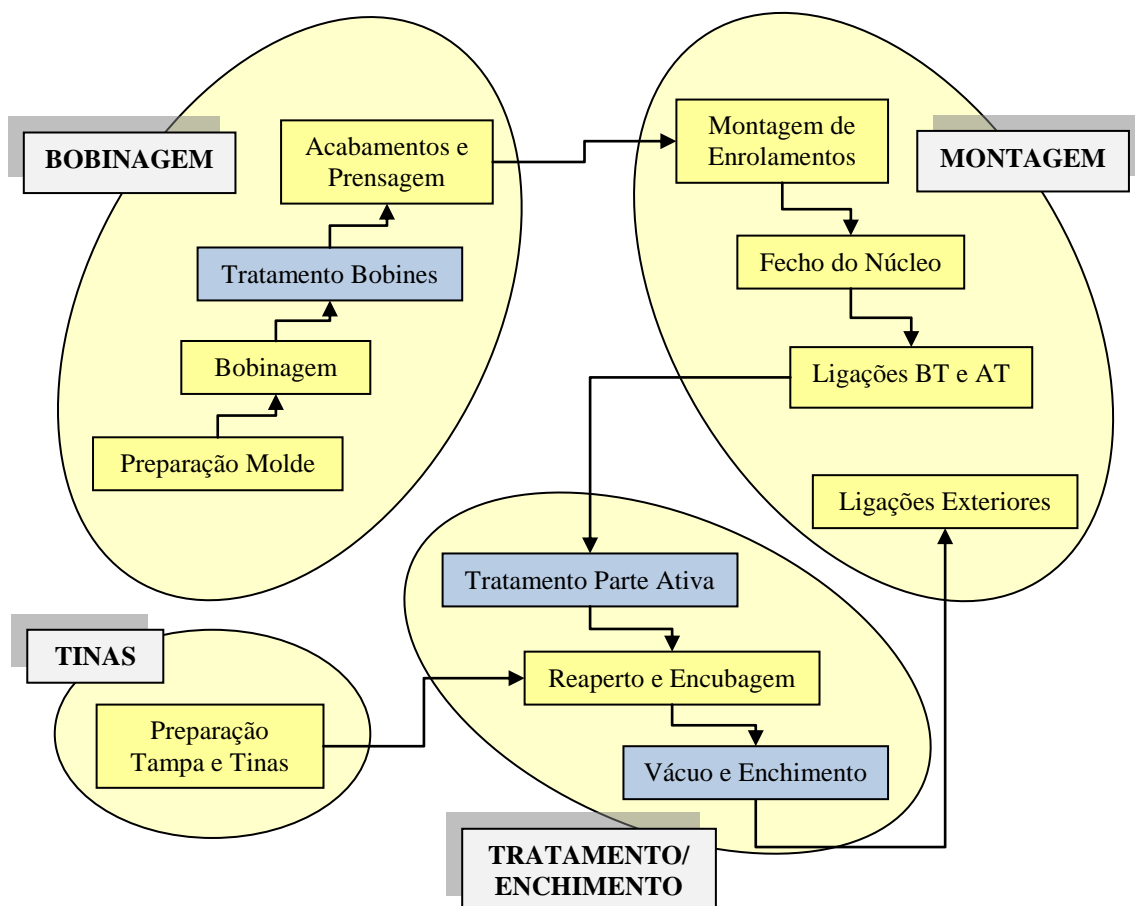 BOBINAGEM
Acabamentos e
Prensagem
Tratamento Bobines
Bobinagem
Preparação Molde
MONTAGEM
Montagem de
Enrolamentos
Fecho do Núcleo
Ligações BT e AT
Ligações Exteriores
Tratamento Parte Ativa
Reaperto e Encubagem
Vácuo e Enchimento
TRATAMENTO/
ENCHIMENTO
TINAS
Preparação
Tampa e Tinas